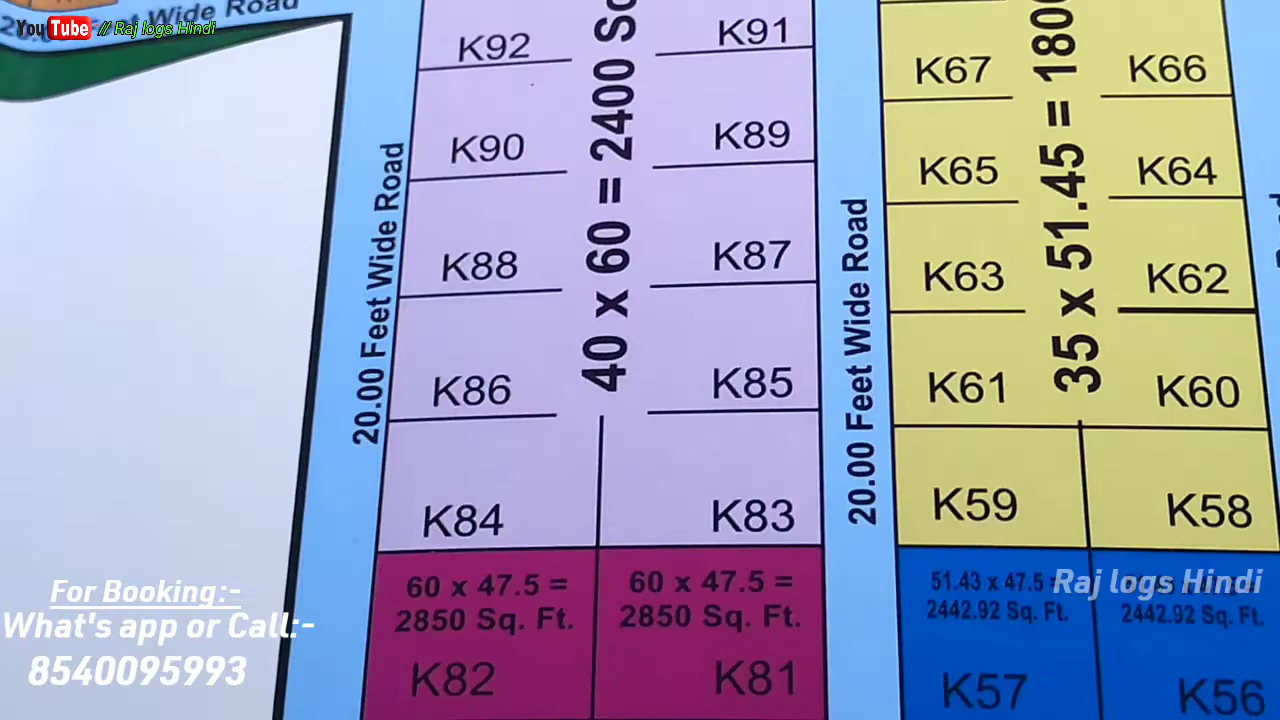 Wide Road
YouTube // Raj logs Hindi
K92
K91
K90
K89
K88
K87
K86
K85
K84
K83
40 x 60 = 2400
20.00 Feet Wide Road
60 x 47.5 =
2850 Sq. Ft.
K82
60 x 47.5 =
2850 Sq. Ft.
K81
20.00 Feet Wide Road
K67
K66
K65
K64
K63
K62
K61
K60
K59
K58
35 x 51.45 =
51.43 x 47.5 =
2442.92 Sq. Ft.
K57
2442.92 Sq. Ft.
K56
Raj logs Hindi
For Booking:-
What's app or Call:-
8540095993